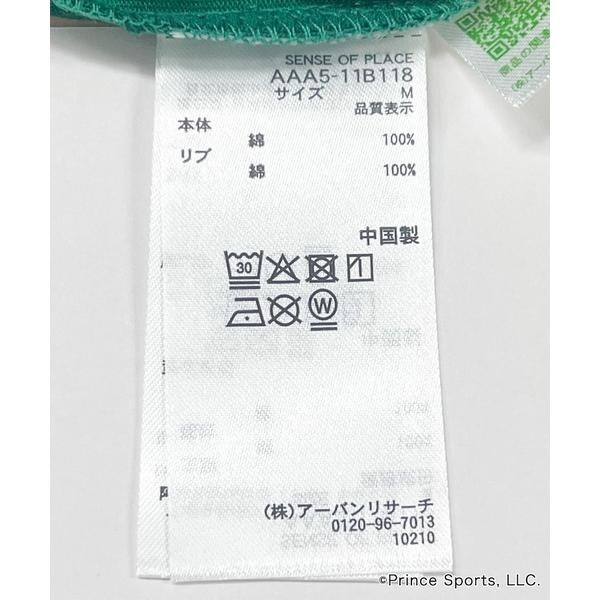 SENSE OF PLACE
AAA5-11B118
サイズ M
品質表示
本体
綿 100%
リブ
綿 100%
中国製
30
W
(株)アーバンリサーチ
0120-96-7013
10210
©Prince Sports, LLC.